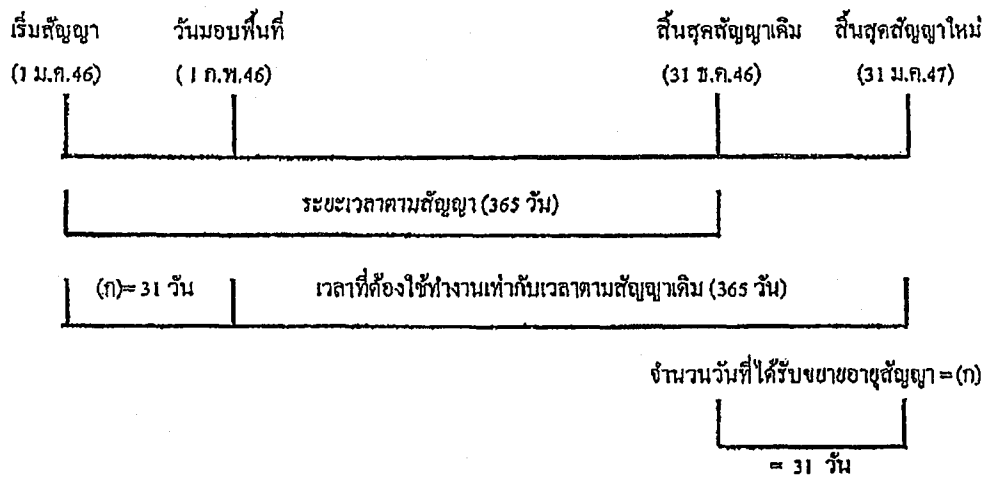 เริ่มสัญญา วันมอบพื้นที่ สิ้นสุดสัญญาเดิม สิ้นสุดสัญญาใหม่
(1 ม.ค.46) (1 ก.พ.46) (31 ธ.ค.46) (31 ม.ค.47)
ระยะเวลาตามสัญญา (365 วัน)
(ก)= 31 วัน เวลาที่ต้องใช้ทำงานเท่ากับเวลาตามสัญญาเดิม (365 วัน)
จำนวนวันที่ได้รับขยายอายุสัญญา = (ก)
= 31 วัน